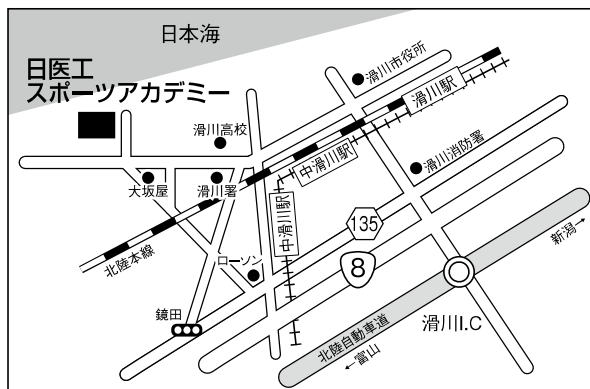 日本海
日医工
スポーツアカデミー
滑川市役所
滑川駅
滑川高校
中滑川駅
滑川消防署
大坂屋
滑川署
中滑川駅
135
新潟→
北陸本線
ローソン
8
鏡田
滑川I.C
北陸自動車道
←富山